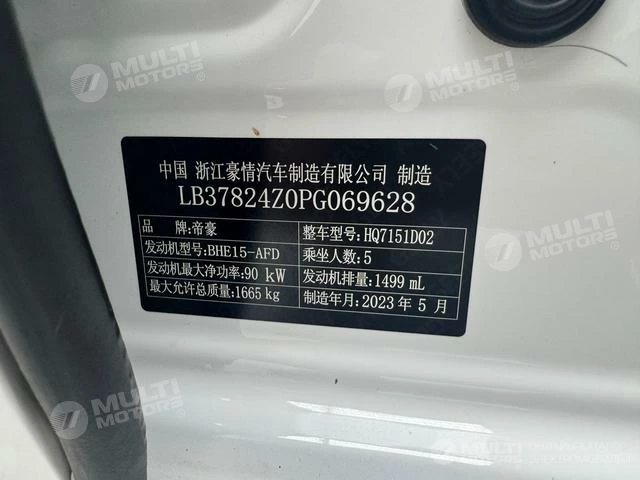 MULTI MOTORS
MULTI MOTORS
中国 浙江豪情汽车制造有限公司 制造
LB37824Z0PG069628
品 牌:帝豪 整车型号:HQ7151D02
发动机型号:BHE15-AFD 乘坐人数:5
发动机最大净功率:90 kW 发动机排量:1499 mL
最大允许总质量:1665 kg 制造年月:2023 年 5 月
MULTI MOTORS
MULTI MOTORS